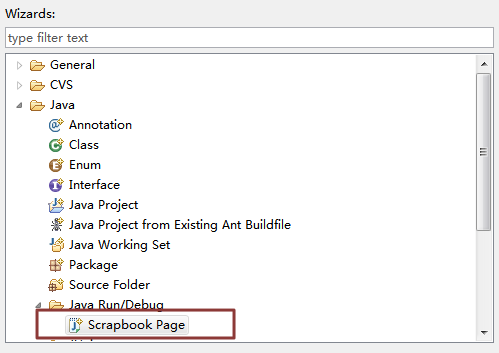 Wizards:
type filter text
General
CVS
Java
Annotation
Class
Enum
Interface
Java Project
Java Project from Existing Ant Buildfile
Java Working Set
Package
Source Folder
Java Run/Debug
Scrapbook Page